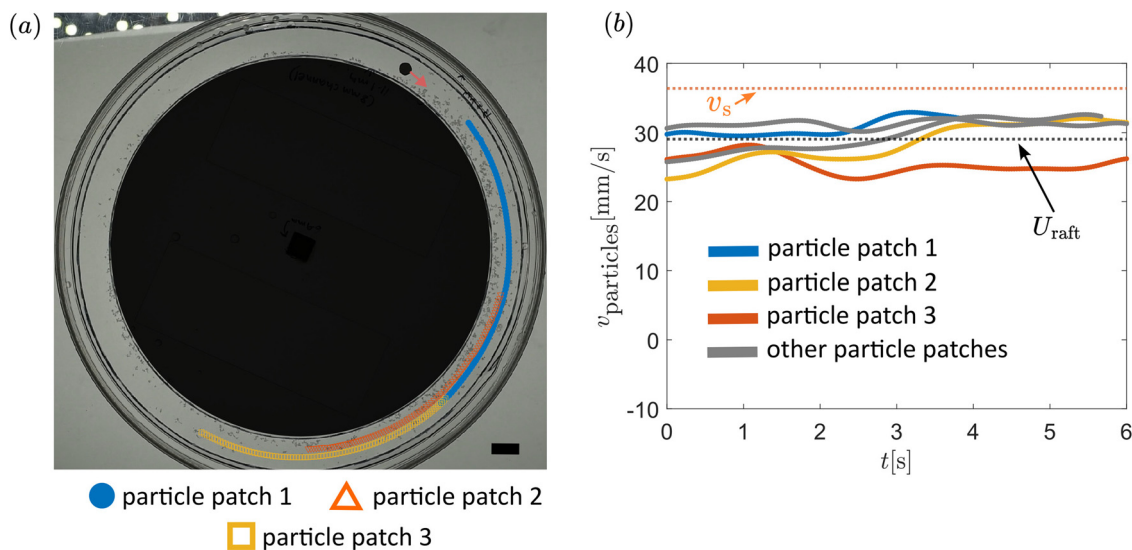 (a)
particle patch 1
particle patch 2
particle patch 3
(b)
v_particles[mm/s]
40
30
20
10
0
-10
v_s
U_raft
particle patch 1
particle patch 2
particle patch 3
other particle patches
0 1 2 3 4 5 6
t[s]